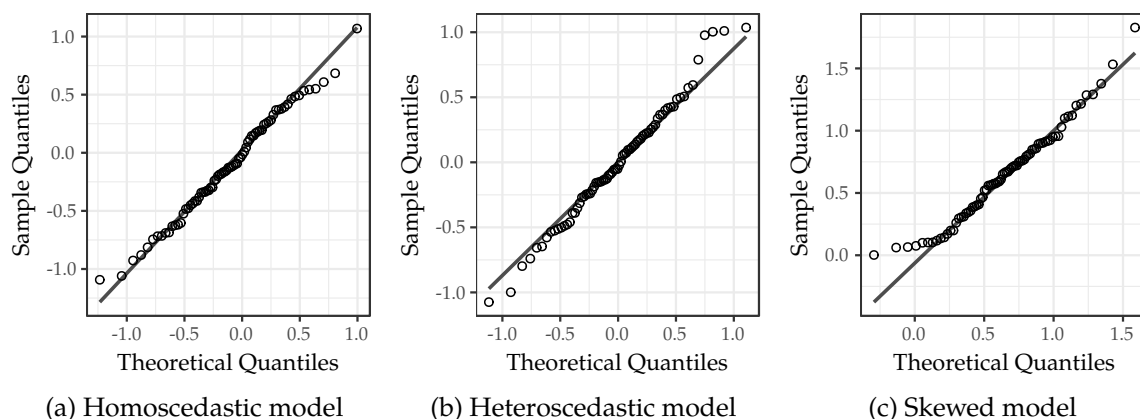 1.0
0.5
0.0
-0.5
-1.0
Sample Quantiles
-1.0 -0.5 0.0 0.5 1.0
Theoretical Quantiles
(a) Homoscedastic model
1.0
0.5
0.0
-0.5
-1.0
Sample Quantiles
-1.0 -0.5 0.0 0.5 1.0
Theoretical Quantiles
(b) Heteroscedastic model
1.5
1.0
0.5
0.0
Sample Quantiles
0.0 0.5 1.0 1.5
Theoretical Quantiles
(c) Skewed model